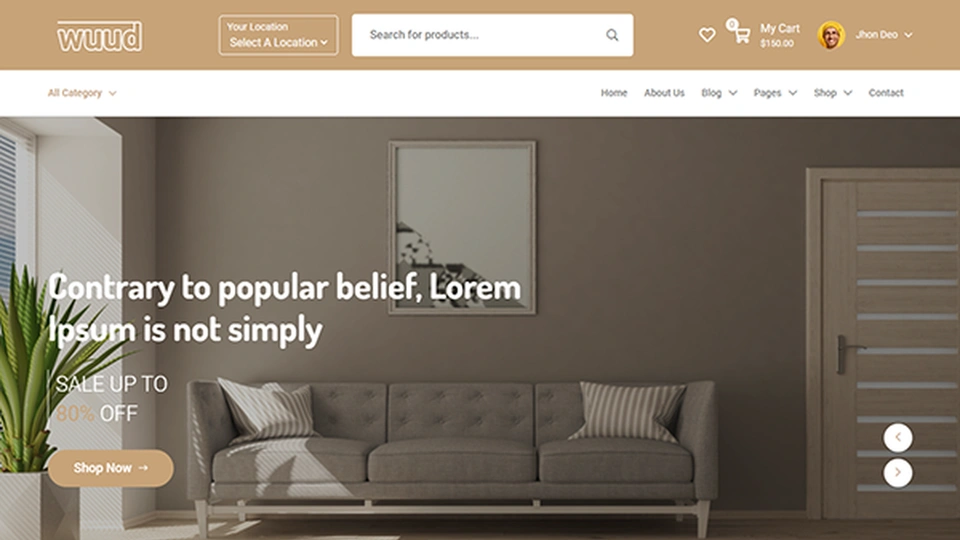 wuud
Your Location
Select A Location
Search for products...
0
My Cart
$150.00
Jhon Deo
All Category
Home
About Us
Blog
Pages
Shop
Contact
Contrary to popular belief, Lorem
Ipsum is not simply
SALE UP TO
80% OFF
Shop Now